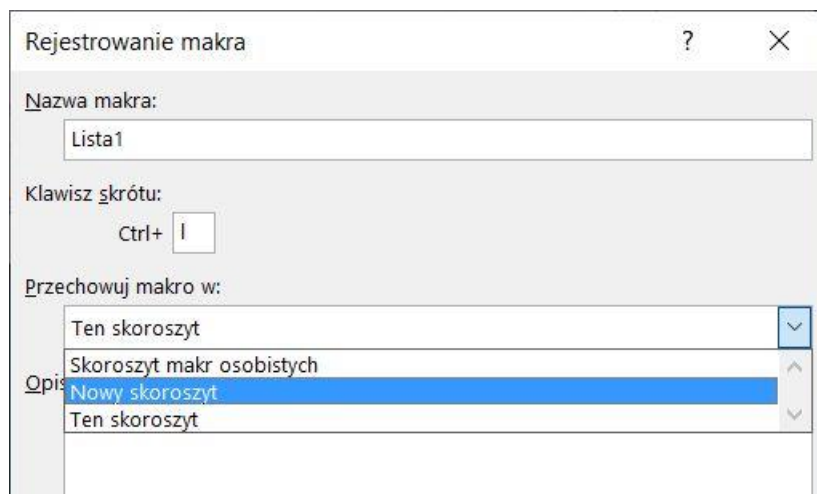 Rejestrowanie makra ? ×
Nazwa makra:
Lista1
Klawisz skrótu:
Ctrl+ l
Przechowuj makro w:
Ten skoroszyt
Skoroszyt makr osobistych
Opis
Nowy skoroszyt
Ten skoroszyt